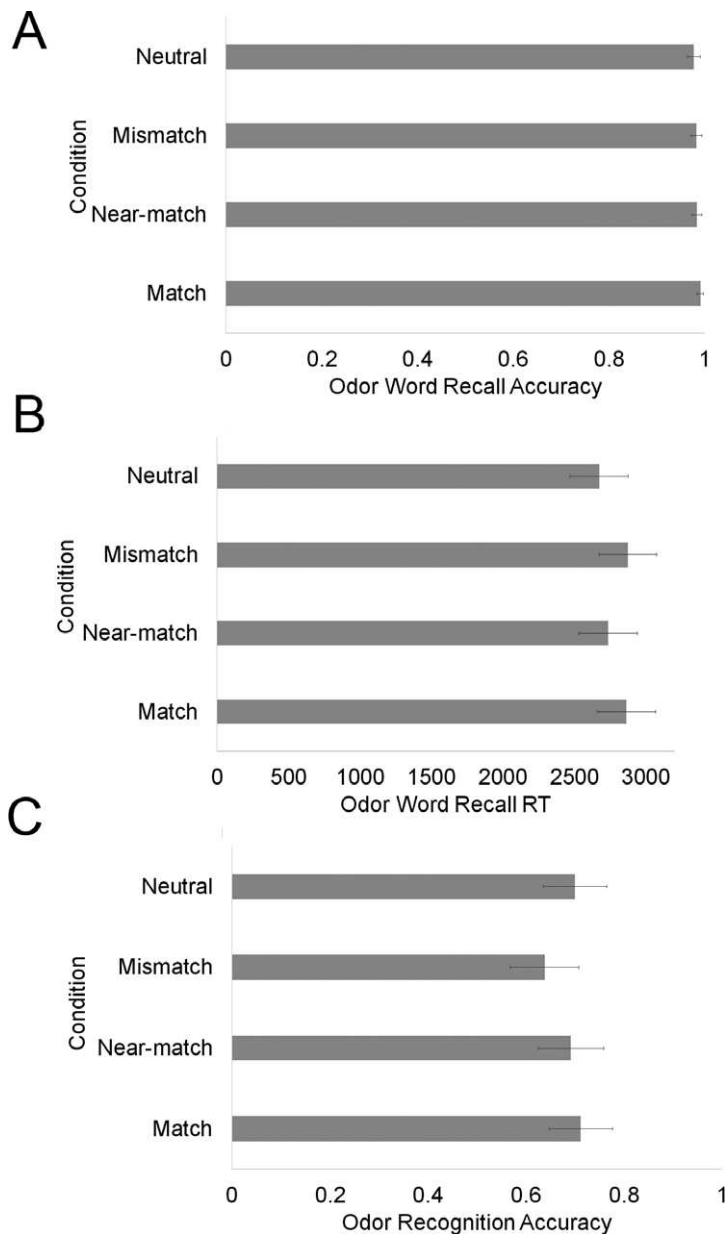 A
Condition
Neutral
Mismatch
Near-match
Match
0 0.2 0.4 0.6 0.8 1
Odor Word Recall Accuracy
B
Condition
Neutral
Mismatch
Near-match
Match
0 500 1000 1500 2000 2500 3000
Odor Word Recall RT
C
Condition
Neutral
Mismatch
Near-match
Match
0 0.2 0.4 0.6 0.8 1
Odor Recognition Accuracy